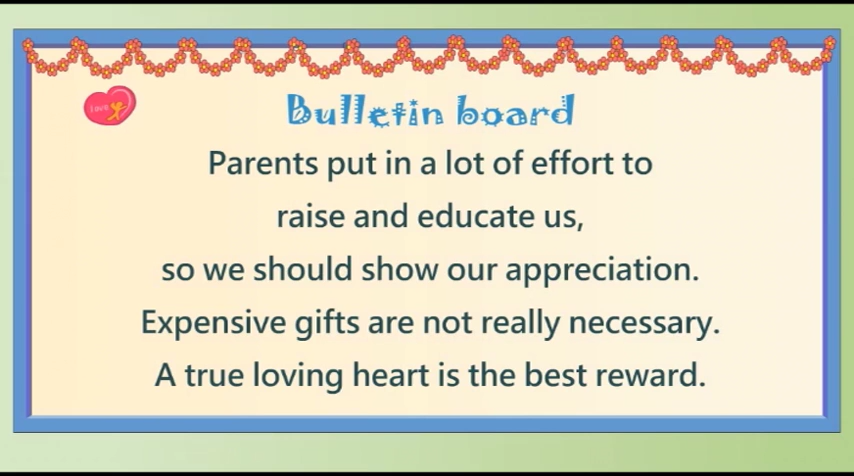 Bulletin board
love
Parents put in a lot of effort to
raise and educate us,
so we should show our appreciation.
Expensive gifts are not really necessary.
A true loving heart is the best reward.